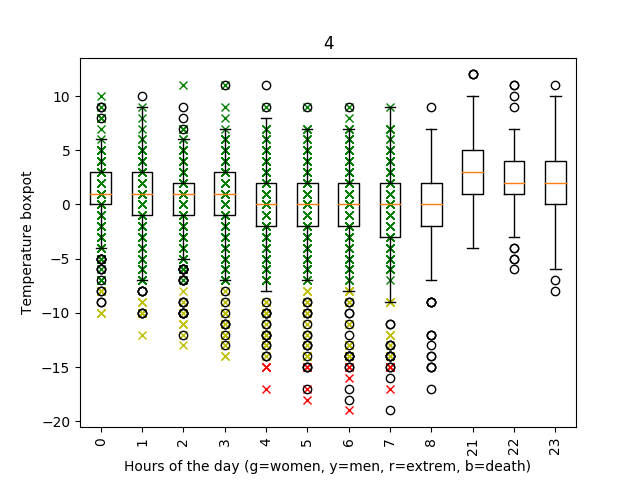 4
Temperature boxpot
10
5
0
−5
−10
−15
−20
0 1 2 3 4 5 6 7 8 21 22 23
Hours of the day (g=women, y=men, r=extrem, b=death)